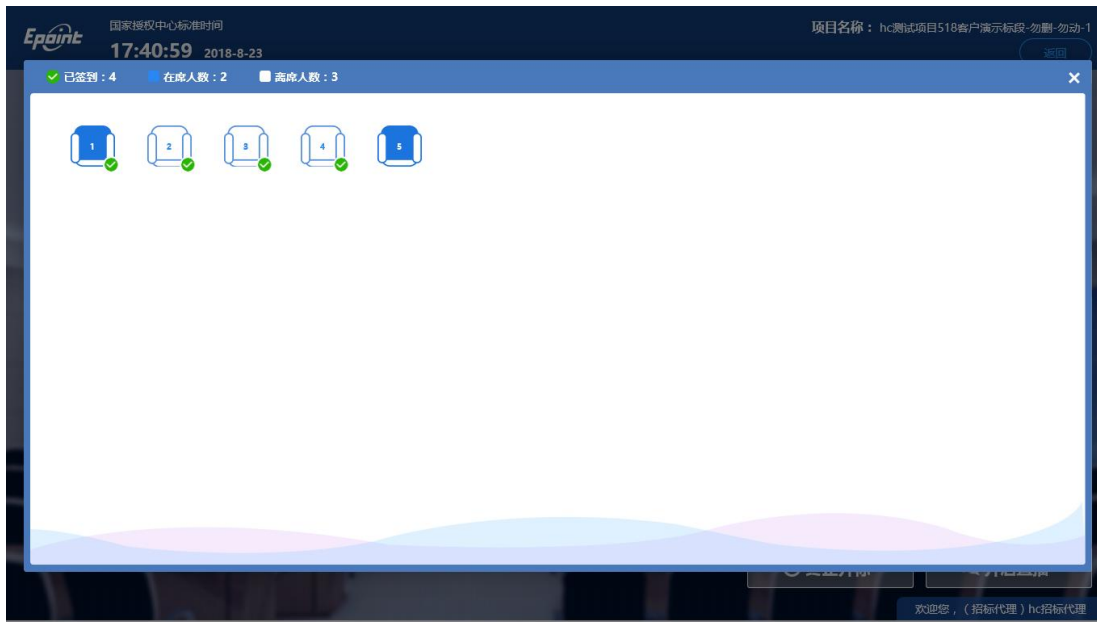 Epoint
国家授权中心标准时间
17:40:59 2018-8-23
项目名称：hc测试项目518客户演示标段-勿删-勿动-1
返回
已签到：4 在席人数：2 离席人数：3
1 2 3 4 5
欢迎您，（招标代理）hc招标代理